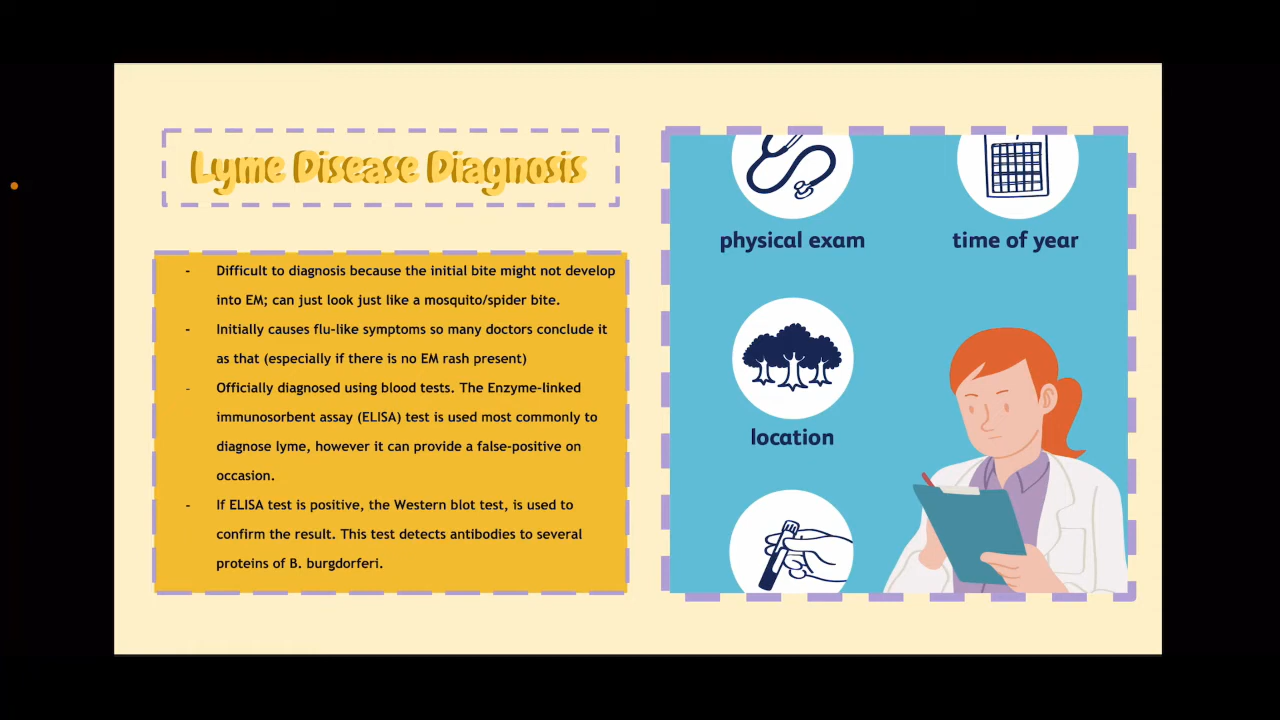 Lyme Disease Diagnosis
- Difficult to diagnosis because the initial bite might not develop
into EM; can just look just like a mosquito/spider bite.
- Initially causes flu-like symptoms so many doctors conclude it
as that (especially if there is no EM rash present)
- Officially diagnosed using blood tests. The Enzyme-linked
immunosorbent assay (ELISA) test is used most commonly to
diagnose lyme, however it can provide a false-positive on
occasion.
- If ELISA test is positive, the Western blot test, is used to
confirm the result. This test detects antibodies to several
proteins of B. burgdorferi.
physical exam
time of year
location